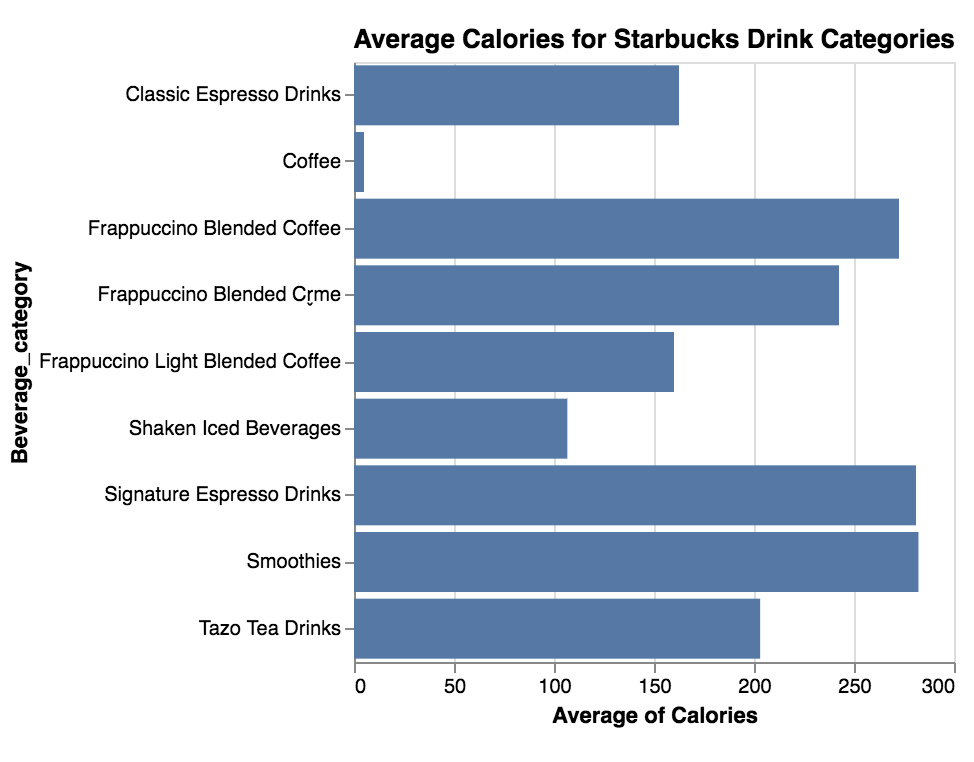 Average Calories for Starbucks Drink Categories
Classic Espresso Drinks
Coffee
Frappuccino Blended Coffee
Frappuccino Blended Cr̬me
Frappuccino Light Blended Coffee
Shaken Iced Beverages
Signature Espresso Drinks
Smoothies
Tazo Tea Drinks
Beverage_category
0 50 100 150 200 250 300
Average of Calories